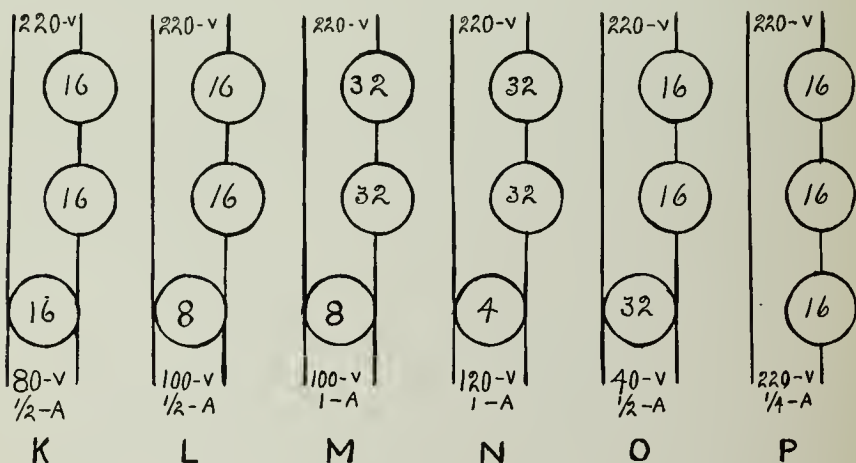 220-V 220-V 220-V 220-V 220-V 220-V
16 16 32 32 16 16
16 16 32 32 16 16
16 8 8 4 32 16
80-V 100-V 100-V 120-V 40-V 220-V
1/2-A 1/2-A 1-A 1-A 1/2-A 1/4-A
K L M N O P